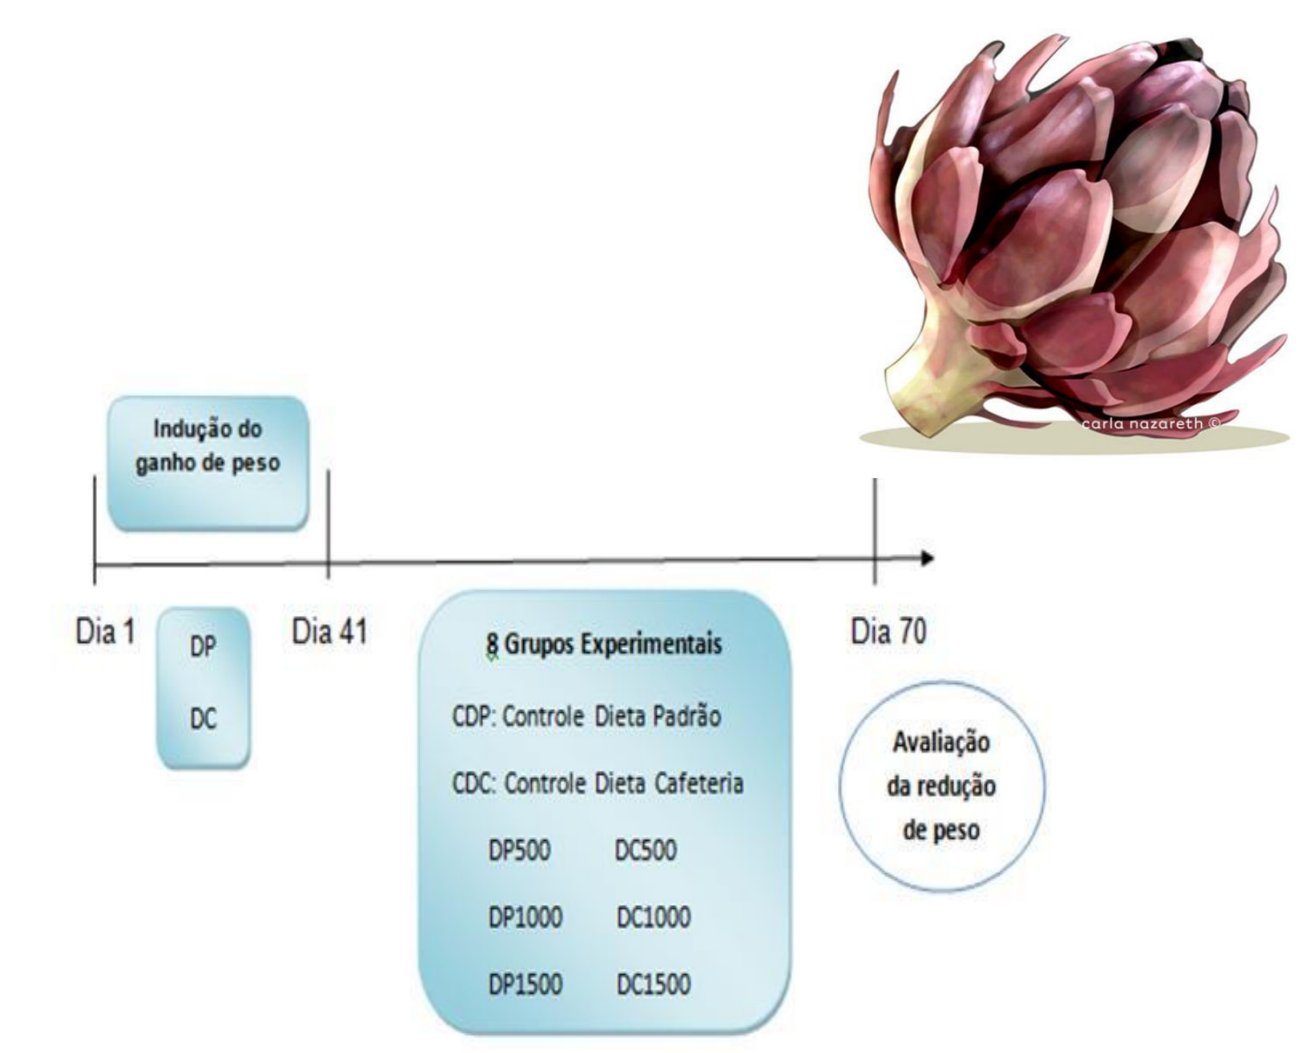 carla nazareth ©
Indução do
ganho de peso
Dia 1
DP
DC
Dia 41
8 Grupos Experimentais
CDP: Controle Dieta Padrão
CDC: Controle Dieta Cafeteria
DP500 DC500
DP1000 DC1000
DP1500 DC1500
Dia 70
Avaliação
da redução
de peso